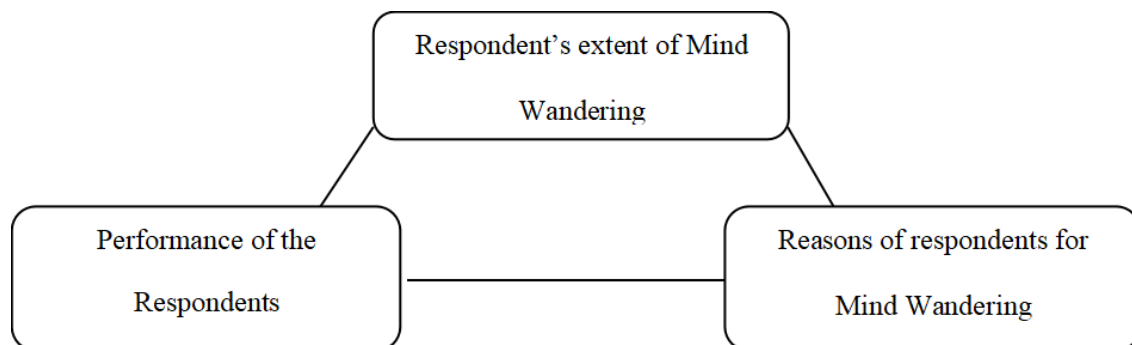 Respondent’s extent of Mind
Wandering
Performance of the
Respondents
Reasons of respondents for
Mind Wandering